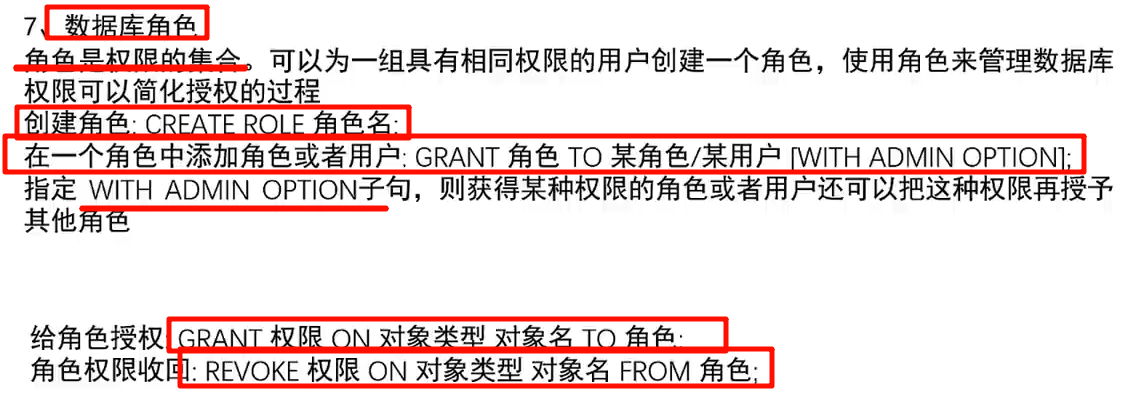 7、数据库角色
角色是权限的集合。可以为一组具有相同权限的用户创建一个角色，使用角色来管理数据库
权限可以简化授权的过程
创建角色: CREATE ROLE 角色名;
在一个角色中添加角色或者用户: GRANT 角色 TO 某角色/某用户 [WITH ADMIN OPTION];
指定 WITH ADMIN OPTION子句，则获得某种权限的角色或者用户还可以把这种权限再授予
其他角色
给角色授权: GRANT 权限 ON 对象类型 对象名 TO 角色;
角色权限收回: REVOKE 权限 ON 对象类型 对象名 FROM 角色;